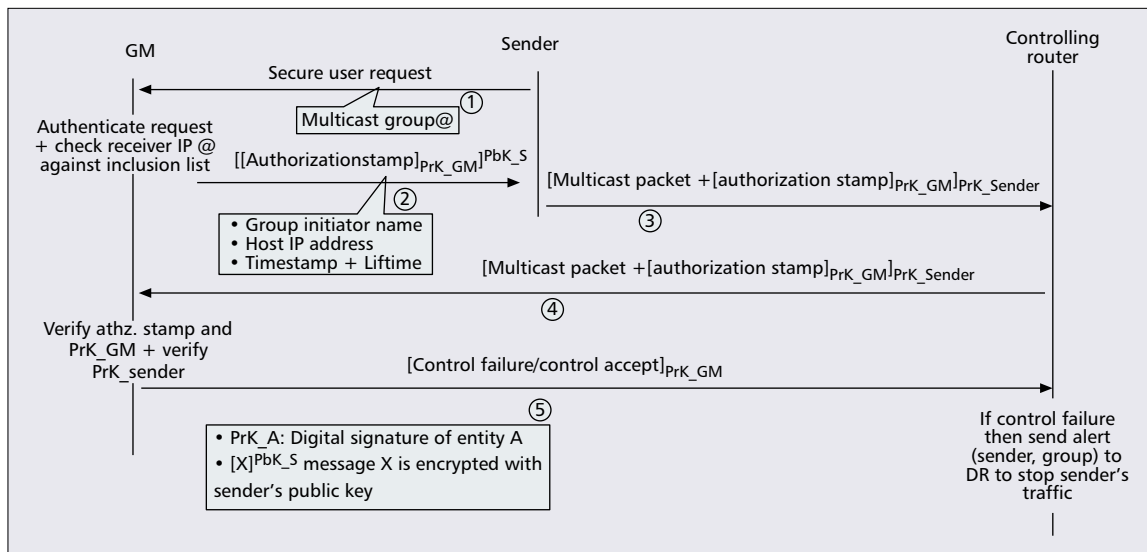 GM
Sender
Controlling
router
Secure user request
①
Multicast group@
Authenticate request
+ check receiver IP @
against inclusion list
[[Authorizationstamp]PrK_GM]PbK_S
②
• Group initiator name
• Host IP address
• Timestamp + Liftime
[Multicast packet +[authorization stamp]PrK_GM]PrK_Sender
③
[Multicast packet +[authorization stamp]PrK_GM]PrK_Sender
④
Verify athz. stamp and
PrK_GM + verify
PrK_sender
[Control failure/control accept]PrK_GM
⑤
• PrK_A: Digital signature of entity A
• [X]PbK_S message X is encrypted with
sender's public key
If control failure
then send alert
(sender, group) to
DR to stop sender's
traffic